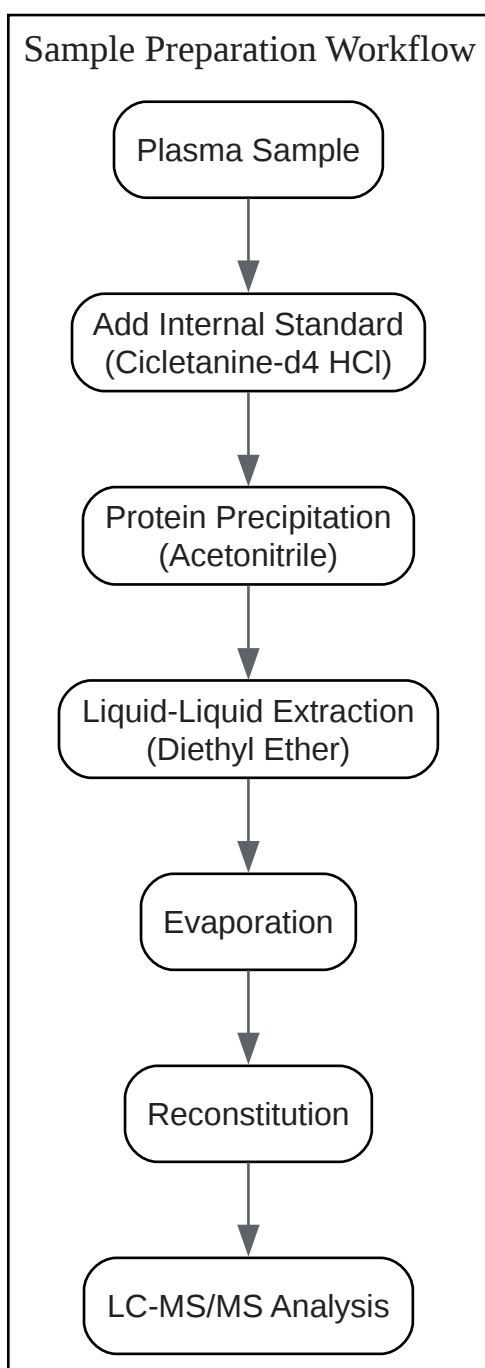 Sample Preparation Workflow
Plasma Sample
Add Internal Standard
(Cicletanine-d4 HCl)
Protein Precipitation
(Acetonitrile)
Liquid-Liquid Extraction
(Diethyl Ether)
Evaporation
Reconstitution
LC-MS/MS Analysis